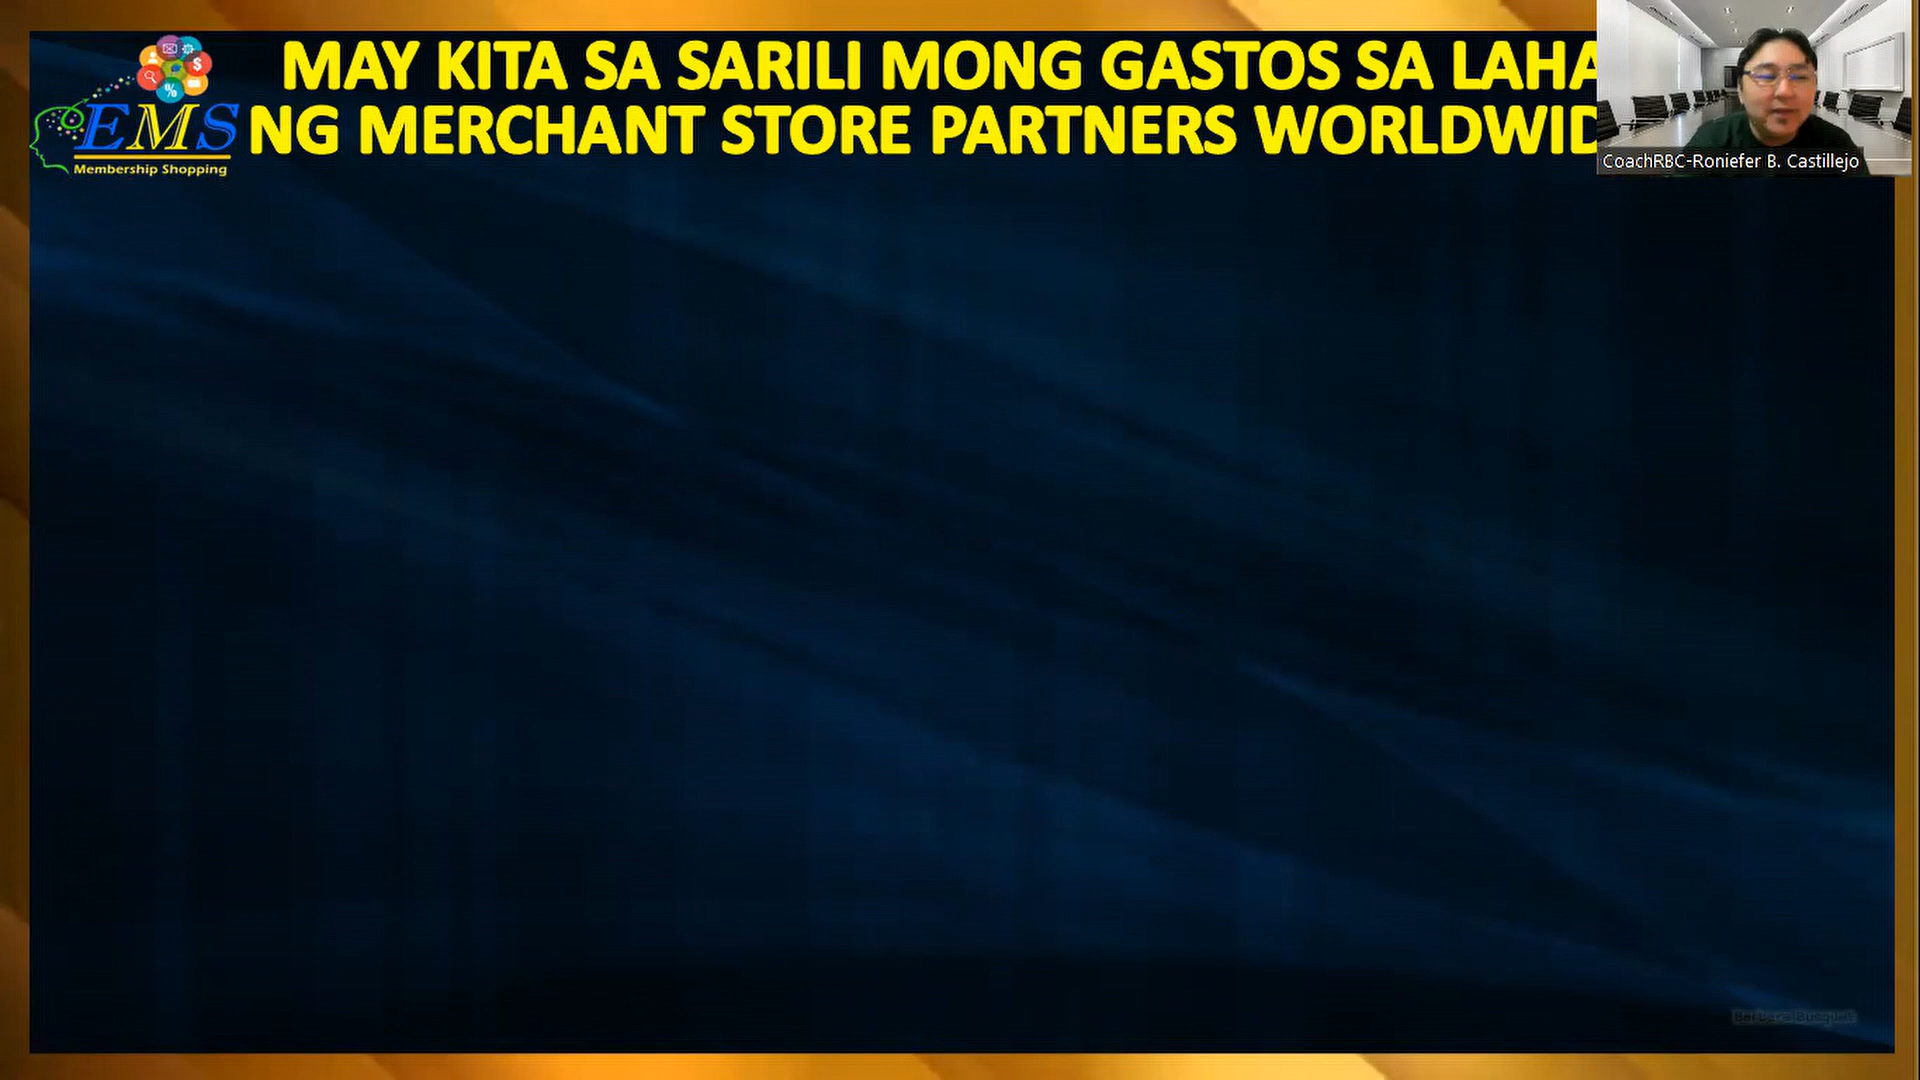 MAY KITA SA SARILI MONG GASTOS SA LAHA
NG MERCHANT STORE PARTNERS WORLDWID
EMS
Membership Shopping
CoachRBC-Roniefer B. Castillejo